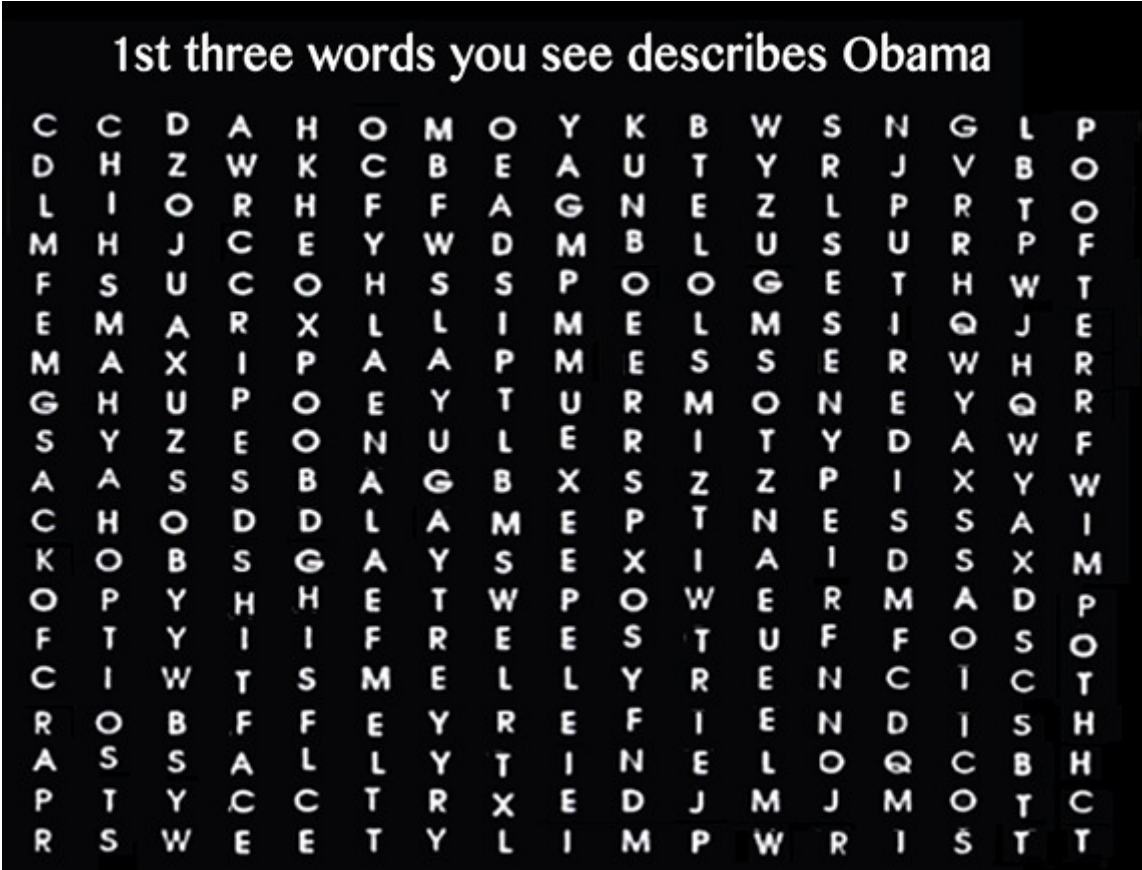 1st three words you see describes Obama
C C D A H O M O Y K B W S N G L P
D H Z W K C B E A U T Y R J V B O
L I O R H F F A G N E Z L P R T O
M H J C E Y W D M B L U S U R P F
F S U C O H S S P O O G E T H W T
E M A R X L L I M E L M S I Q J E
M A X I P A A P M E S S E R W H R
G H U P O E Y T U R M O N E Y Q R
S Y Z E O N U L E R I T Y D A W F
A A S S B A G B X S Z Z P I X Y W
C H O D D L A M E P T N E S S A I
K O B S G A Y S E X I A I D S X M
O P Y H H E T W P O W E R M A D P
F T Y I I F R E E S T U F F O S O
C I W T S M E L L Y R E N C I C T
R O B F F E Y R E F I E N D I S H
A S S A L L Y T I N E L O Q C B H
P T Y C C T R X E D J M J M O T C
R S W E E T Y L I M P W R I S T T